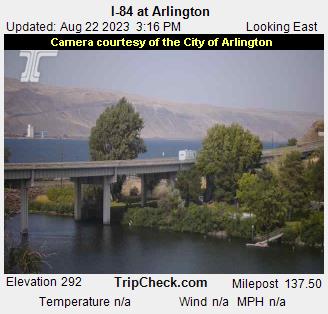 I-84 at Arlington
Updated: Aug 22 2023 3:16 PM Looking East
Camera courtesy of the City of Arlington
Elevation 292 TripCheck.com Milepost 137.50
Temperature n/a Wind n/a MPH n/a